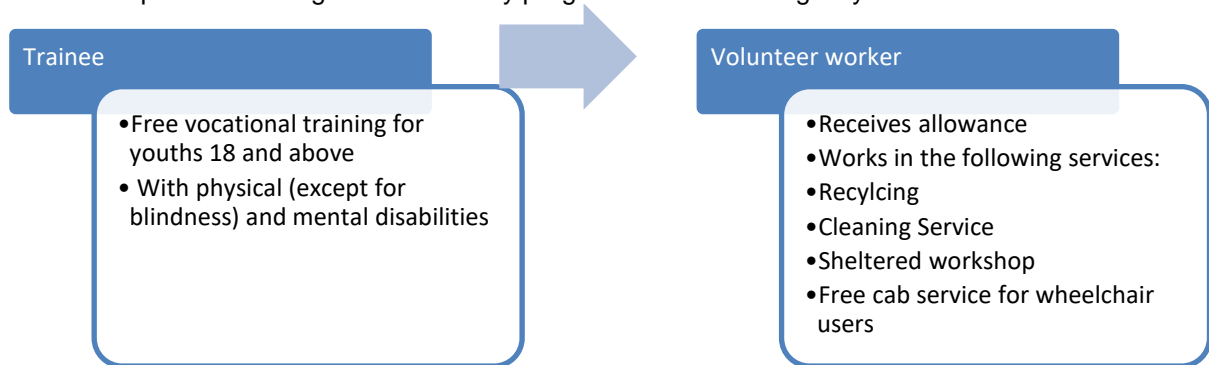 Trainee
•Free vocational training for
youths 18 and above
• With physical (except for
blindness) and mental disabilities
Volunteer worker
•Receives allowance
•Works in the following services:
•Recylcing
•Cleaning Service
•Sheltered workshop
•Free cab service for wheelchair
users